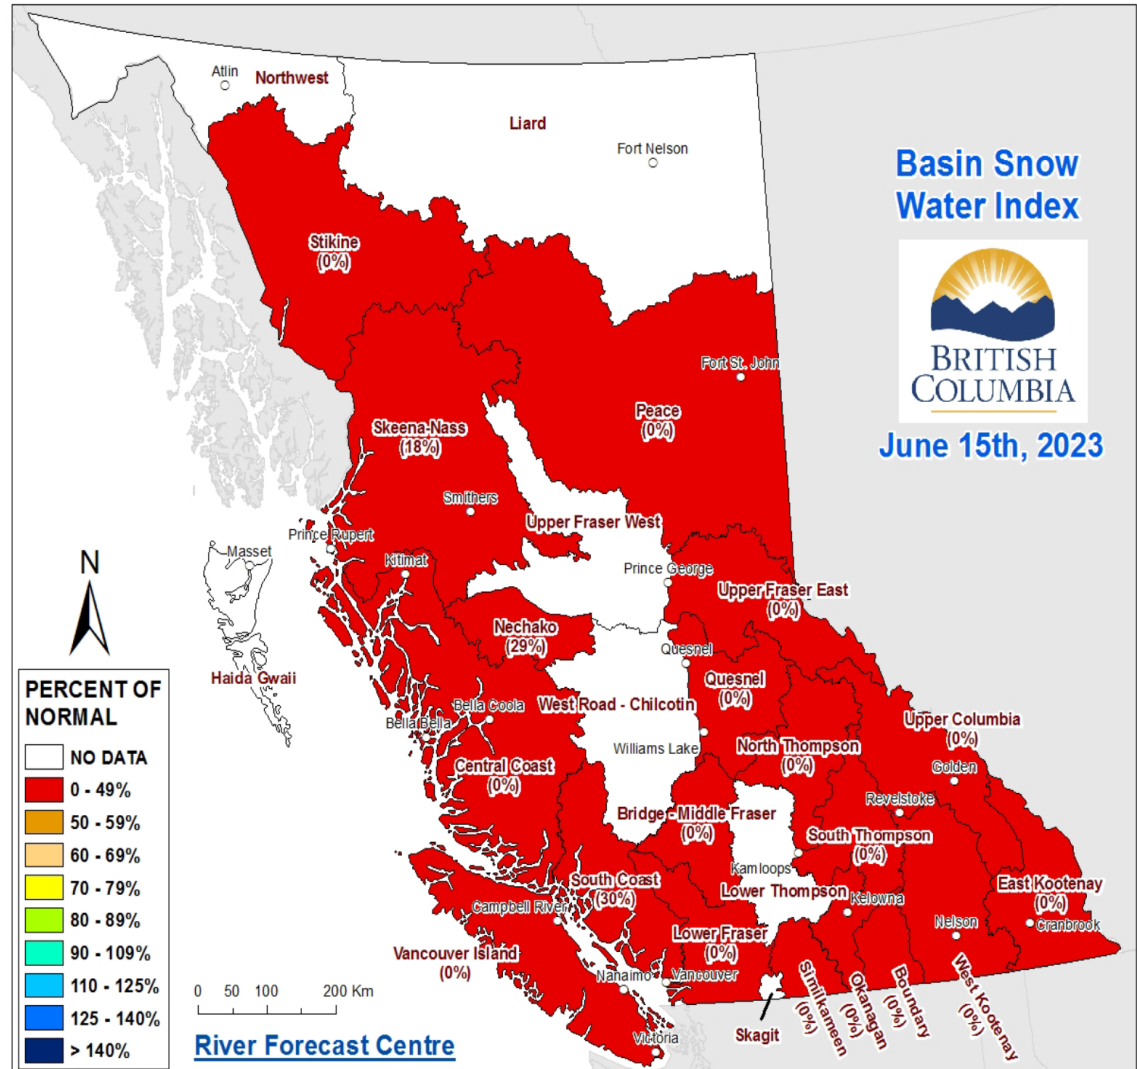 Atlin
Northwest
Liard
Fort Nelson
Basin Snow
Water Index
BRITISH
COLUMBIA
June 15th, 2023
Stikine
(0%)
Fort St. John
Peace
(0%)
Skeena-Nass
(18%)
Smithers
Upper Fraser West
Prince Rupert
Masset
Kitimat
Prince George
Upper Fraser East
(0%)
N
Nechako
(29%)
Quesnel
Quesnel
(0%)
Haida Gwaii
Bella Coola
Bella Bella
West Road - Chilcotin
Williams Lake
Upper Columbia
(0%)
North Thompson
(0%)
Golden
Central Coast
(0%)
Revelstoke
Bridge - Middle Fraser
(0%)
South Thompson
(0%)
Kamloops
South Coast
(30%)
Lower Thompson
Kelowna
East Kootenay
(0%)
Campbell River
Nelson
Cranbrook
Lower Fraser
(0%)
Vancouver Island
(0%)
Nanaimo
Vancouver
Victoria
Skagit
Similkameen
(0%)
Okanagan
(0%)
Boundary
(0%)
West Kootenay
(0%)
PERCENT OF
NORMAL
NO DATA
0 - 49%
50 - 59%
60 - 69%
70 - 79%
80 - 89%
90 - 109%
110 - 125%
125 - 140%
> 140%
0 50 100 200 Km
River Forecast Centre